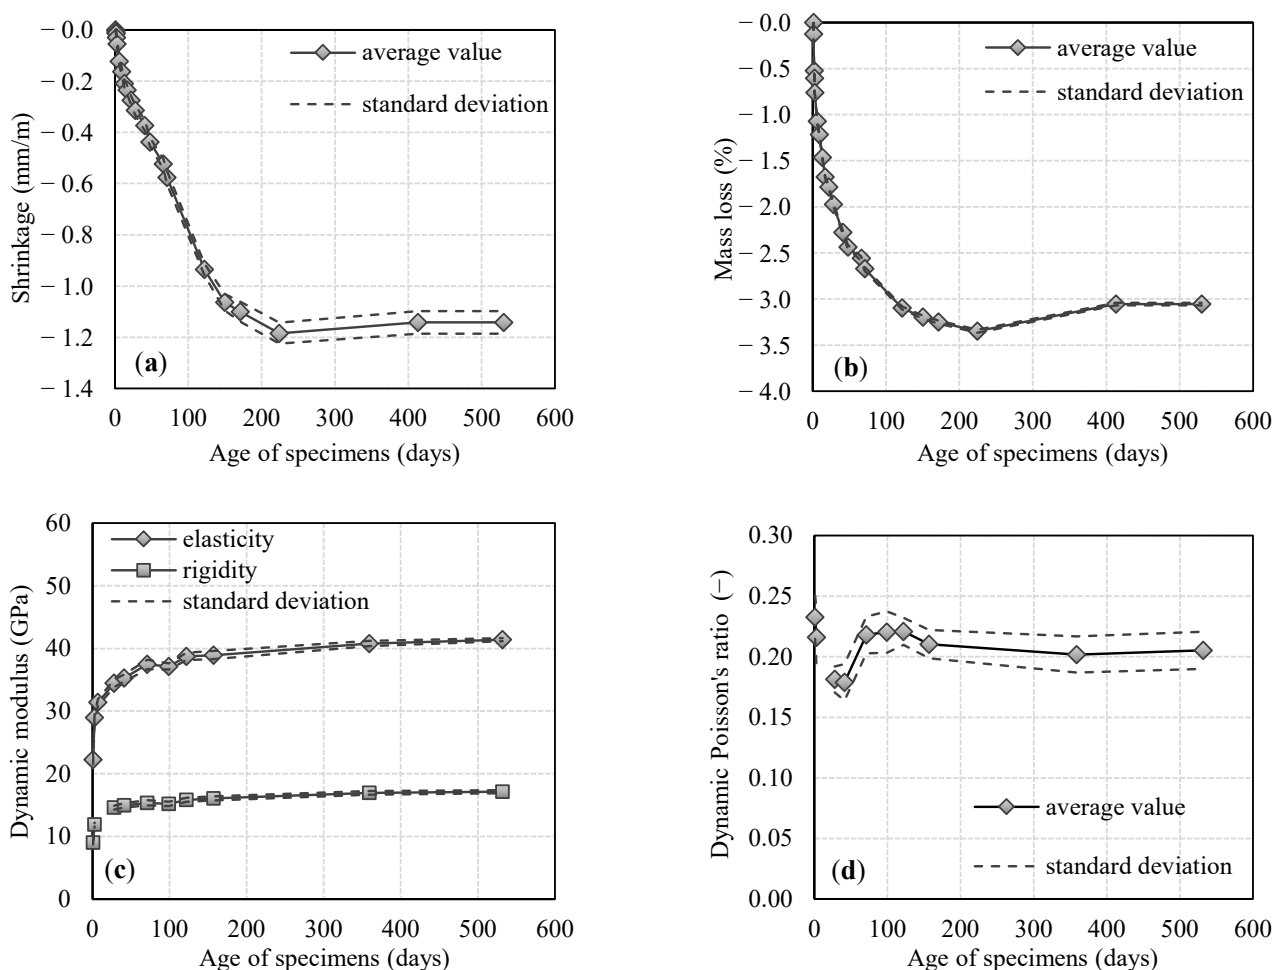 − 0.0
− 0.2
− 0.4
− 0.6
− 0.8
− 1.0
− 1.2
− 1.4
Shrinkage (mm/m)
average value
standard deviation
(a)
0 100 200 300 400 500 600
Age of specimens (days)
− 0.0
− 0.5
− 1.0
− 1.5
− 2.0
− 2.5
− 3.0
− 3.5
− 4.0
Mass loss (%)
average value
standard deviation
(b)
0 100 200 300 400 500 600
Age of specimens (days)
60
50
40
30
20
10
0
Dynamic modulus (GPa)
elasticity
rigidity
standard deviation
(c)
0 100 200 300 400 500 600
Age of specimens (days)
0.30
0.25
0.20
0.15
0.10
0.05
0.00
Dynamic Poisson's ratio (−)
average value
standard deviation
(d)
0 100 200 300 400 500 600
Age of specimens (days)